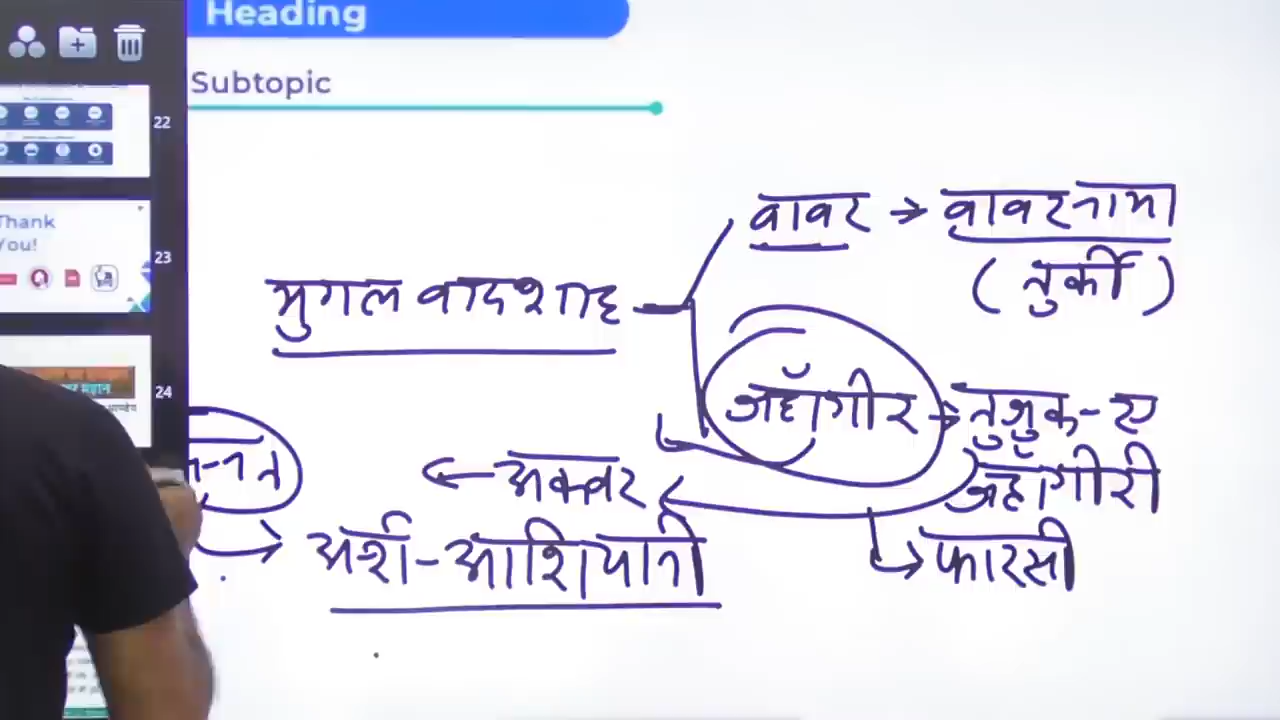 Heading
Subtopic
22
Thank
You!
23
24
मुगल बादशाह
बाबर → बाबरनामा
(तुर्की)
जहाँगीर → तुजुक-ए
जहाँगीरी
← अकबर
→ अर्श-आशियानी
→ फारसी